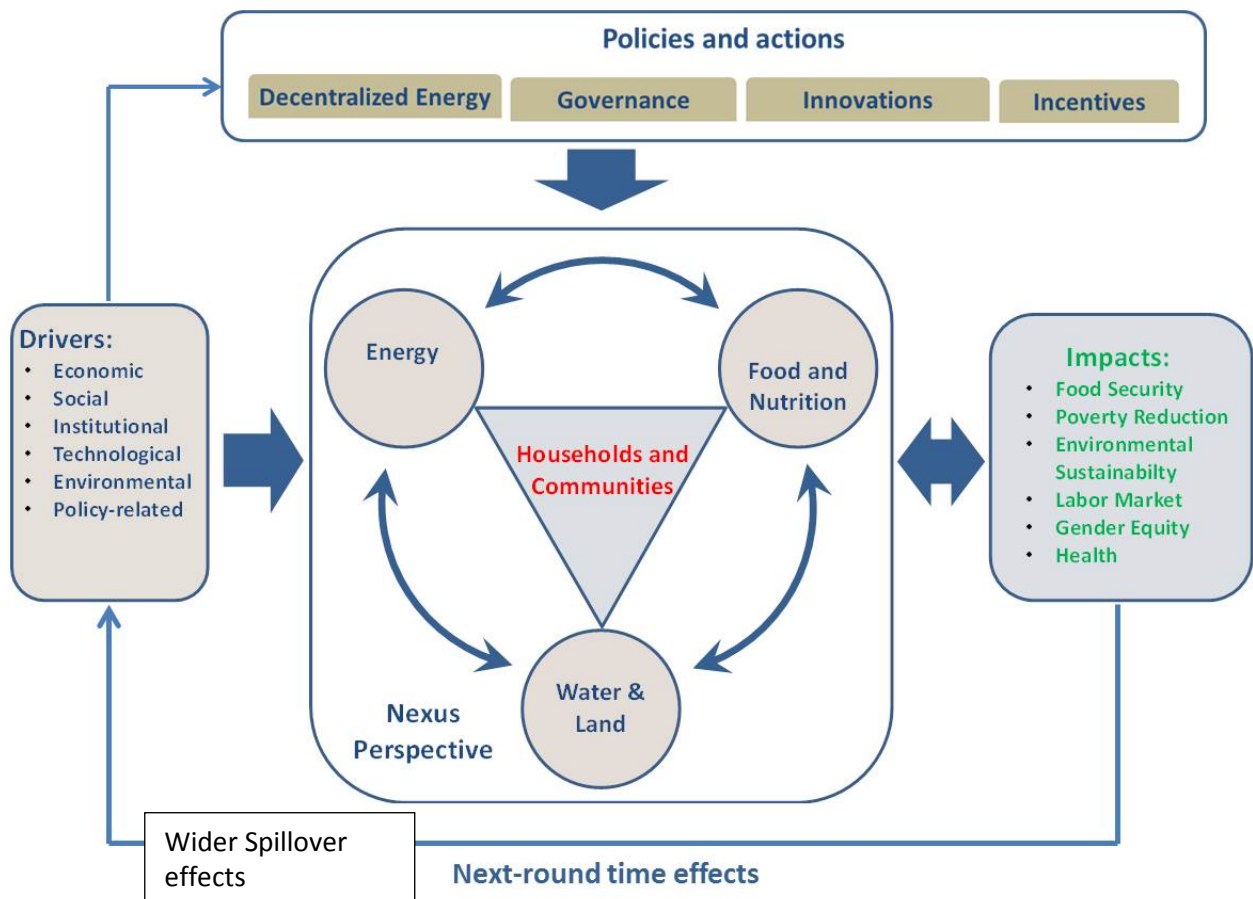 Policies and actions
Decentralized Energy
Governance
Innovations
Incentives
Drivers:
• Economic
• Social
• Institutional
• Technological
• Environmental
• Policy-related
Energy
Food and
Nutrition
Households and
Communities
Water &
Land
Nexus
Perspective
Impacts:
• Food Security
• Poverty Reduction
• Environmental
Sustainabilty
• Labor Market
• Gender Equity
• Health
Wider Spillover
effects
Next-round time effects